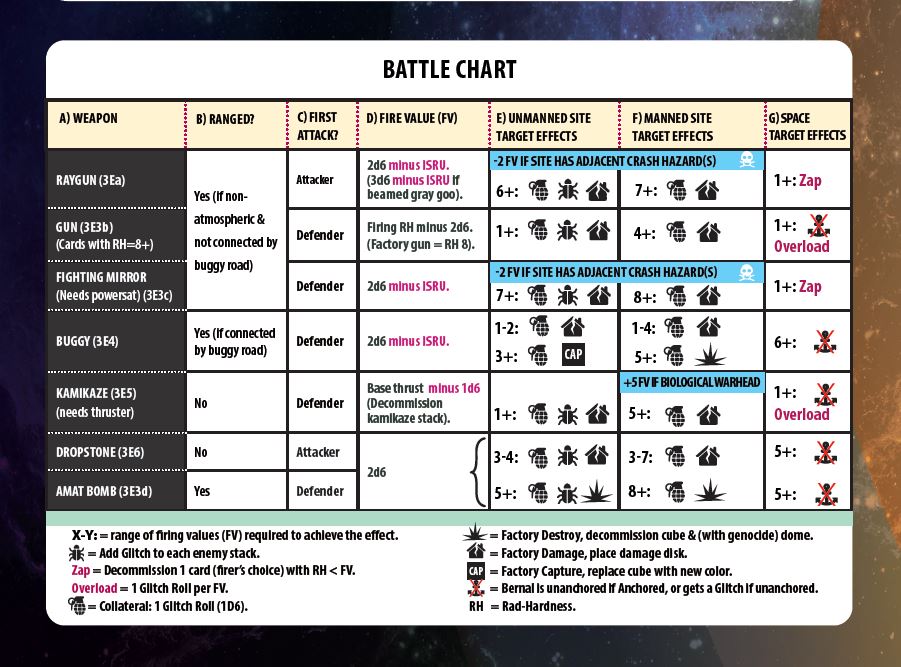 BATTLE CHART
A) WEAPON
B) RANGED?
C) FIRST
ATTACK?
D) FIRE VALUE (FV)
E) UNMANNED SITE
TARGET EFFECTS
F) MANNED SITE
TARGET EFFECTS
G) SPACE
TARGET EFFECTS
RAYGUN (3Ea)
Yes (if non-
atmospheric &
not connected by
buggy road)
Attacker
2d6 minus ISRU.
(3d6 minus ISRU if
beamed gray goo).
-2 FV IF SITE HAS ADJACENT CRASH HAZARD(S)
6+:
7+:
1+: Zap
GUN (3E3b)
(Cards with RH=8+)
Defender
Firing RH minus 2d6.
(Factory gun = RH 8).
1+:
4+:
1+:
Overload
FIGHTING MIRROR
(Needs powersat) (3E3c)
Defender
2d6 minus ISRU.
-2 FV IF SITE HAS ADJACENT CRASH HAZARD(S)
7+:
8+:
1+: Zap
BUGGY (3E4)
Yes (if connected
by buggy road)
Defender
2d6 minus ISRU.
1-2:
3+: CAP
1-4:
5+:
6+:
KAMIKAZE (3E5)
(needs thruster)
No
Defender
Base thrust minus 1d6
(Decommission
kamikaze stack).
1+:
+5 FV IF BIOLOGICAL WARHEAD
5+:
1+:
Overload
DROPSTONE (3E6)
No
Attacker
2d6
3-4:
3-7:
5+:
AMAT BOMB (3E3d)
Yes
Defender
5+:
8+:
5+:
X-Y: = range of firing values (FV) required to achieve the effect.
= Add Glitch to each enemy stack.
Zap = Decommission 1 card (firer's choice) with RH < FV.
Overload = 1 Glitch Roll per FV.
= Collateral: 1 Glitch Roll (1D6).
= Factory Destroy, decommission cube & (with genocide) dome.
= Factory Damage, place damage disk.
CAP = Factory Capture, replace cube with new color.
= Bernal is unanchored if Anchored, or gets a Glitch if unanchored.
RH = Rad-Hardness.